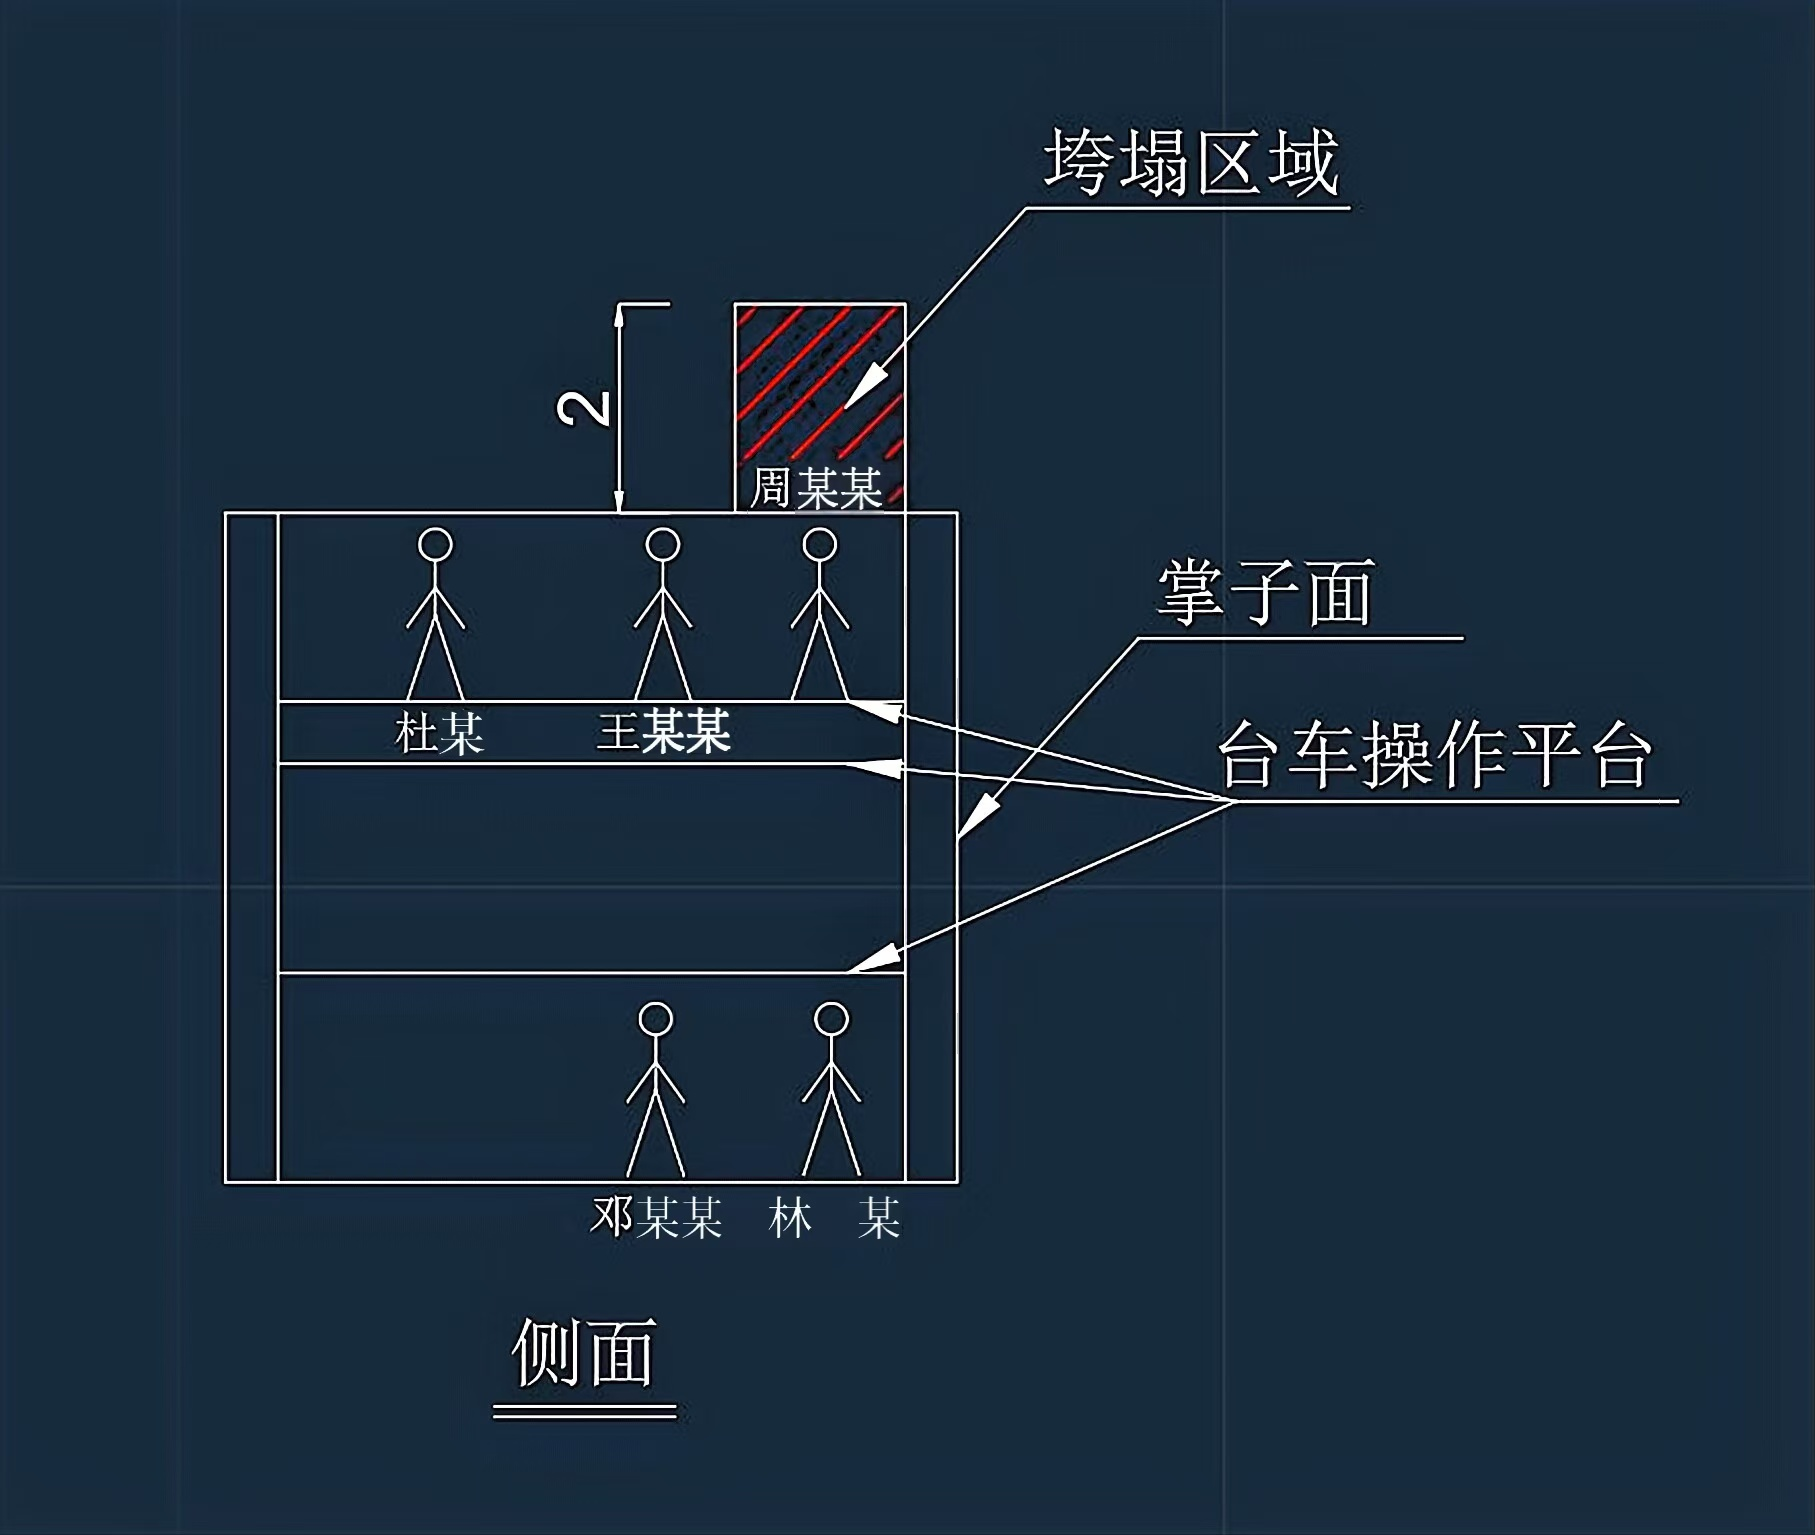 垮塌区域
2
周某某
掌子面
杜某 王某某
台车操作平台
邓某某 林 某
侧面